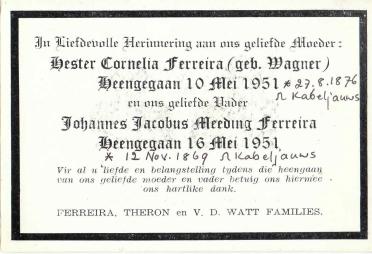 In Liefdevolle Herinnering aan ons geliefde Moeder:
Hester Cornelia Ferreira (geb. Wagner)
Heengegaan 10 Mei 1951 * 27.8.1876
Kabeljauws
en ons geliefde Vader
Johannes Jacobus Meeding Ferreira
Heengegaan 16 Mei 1951
* 12 Nov. 1869 Kabeljauws
Vir al u liefde en belangstelling tydens die heengaan
van ons geliefde moeder en vader betuig ons hiermee
ons hartlike dank.
FERREIRA, THERON en V. D. WATT FAMILIES.